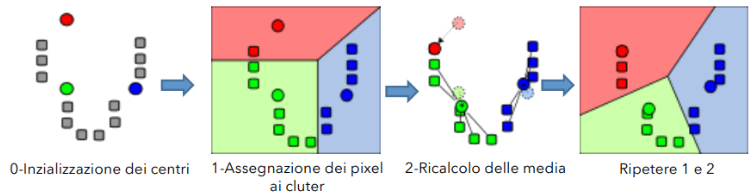 0-Inzializzazione dei centri
1-Assegnazione dei pixel
ai cluter
2-Ricalcolo delle media
Ripetere 1 e 2